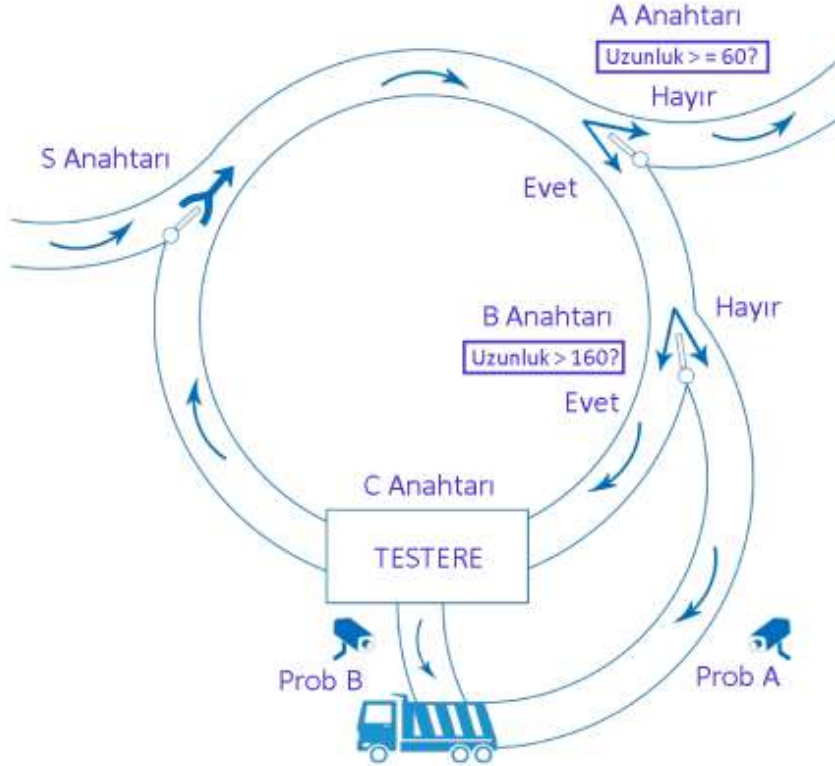 A Anahtarı
Uzunluk > = 60?
Hayır
S Anahtarı
Evet
B Anahtarı
Hayır
Uzunluk > 160?
Evet
C Anahtarı
TESTERE
Prob B
Prob A